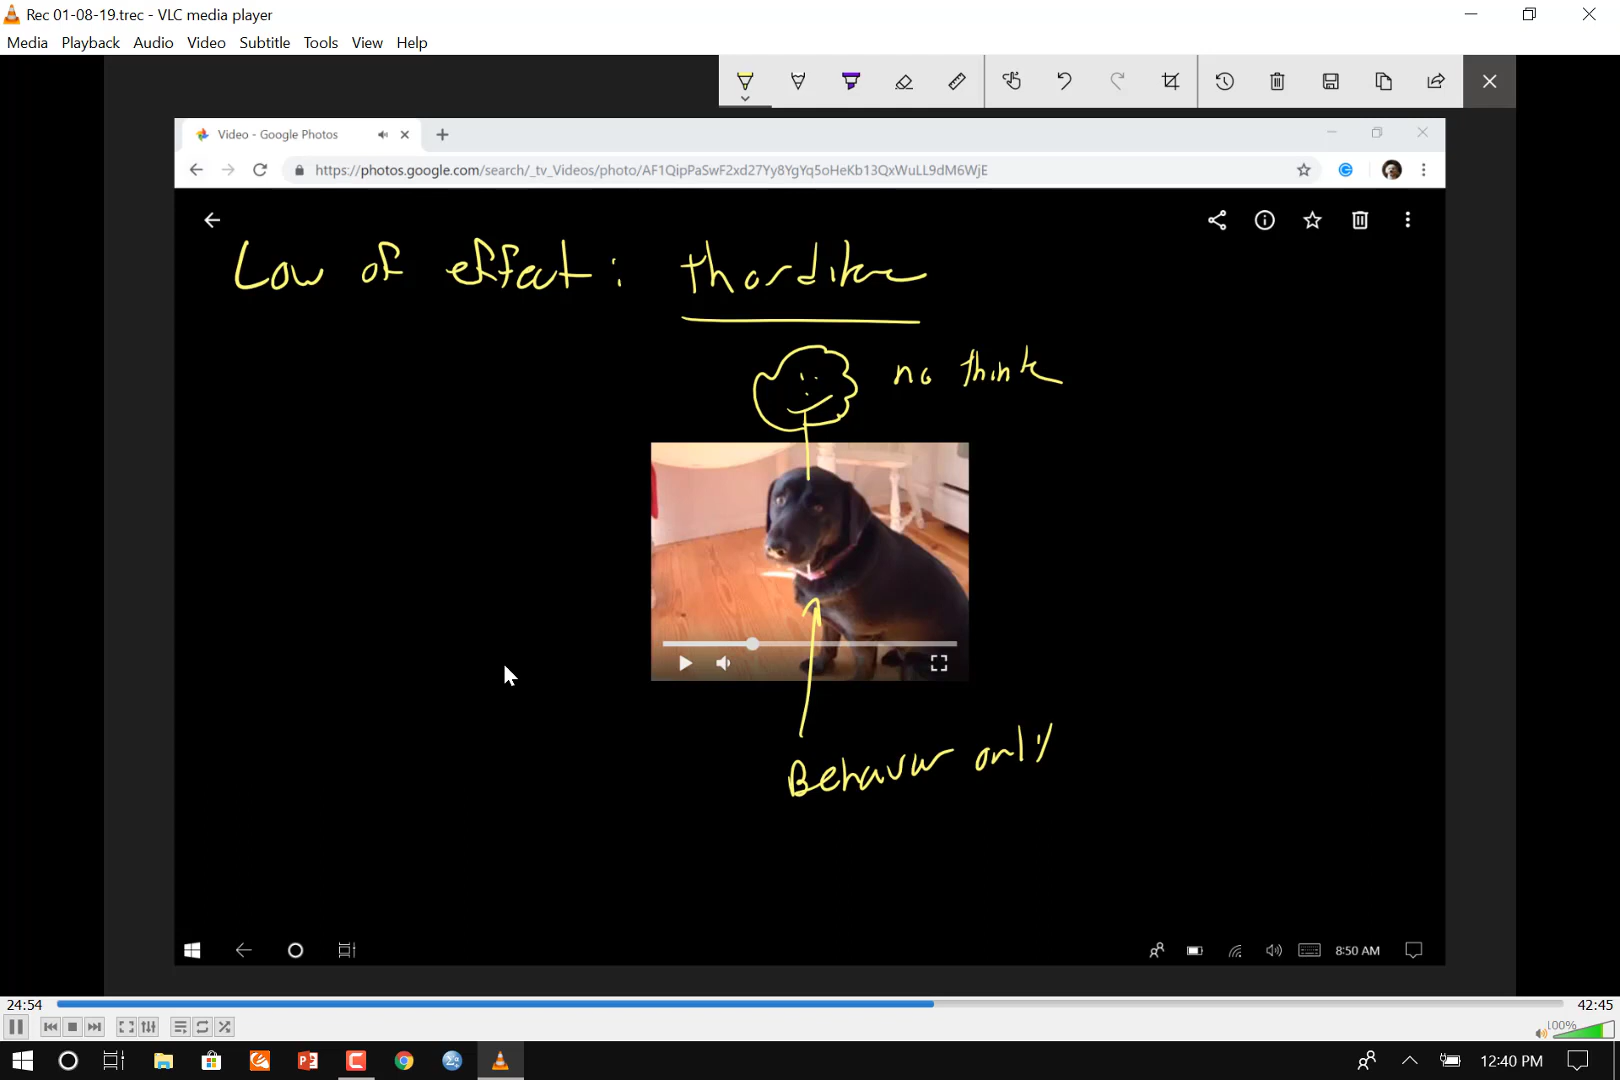 Rec 01-08-19.trec - VLC media player
Media Playback Audio Video Subtitle Tools View Help
Video - Google Photos
https://photos.google.com/search/_tv_Videos/photo/AF1QipPaSwF2xd27Yy8YgYq5oHeKb13QxWuLL9dM6WjE
Law of effect: thordike
no think
Behavior only
8:50 AM
24:54 42:45
100%
12:40 PM